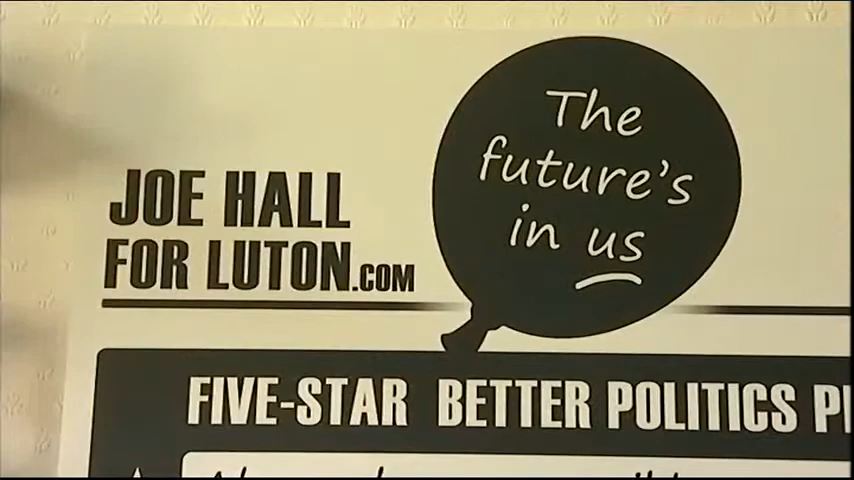 JOE HALL
FOR LUTON.COM
The
future's
in us
FIVE-STAR BETTER POLITICS